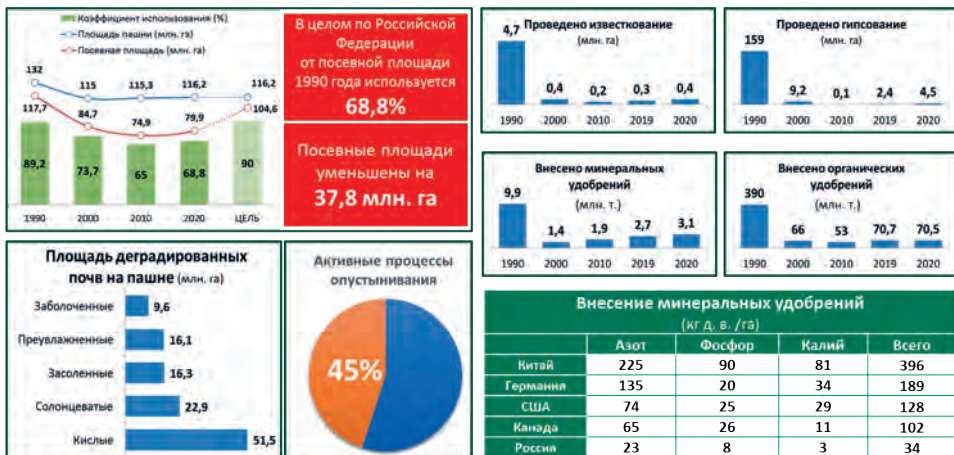 Коэффициент использования (%)
Площадь пашни (млн. га)
Посевная площадь (млн. га)
132
115
115,3
116,2
116,2
117,7
84,7
74,9
79,9
104,6
89,2
73,7
65
68,8
90
1990
2000
2010
2020
ЦЕЛЬ
В целом по Российской
Федерации
от посевной площади
1990 года используется
68,8%
Посевные площади
уменьшены на
37,8 млн. га
Проведено известкование
(млн. га)
4,7
0,4
0,2
0,3
0,4
1990
2000
2010
2019
2020
Проведено гипсование
(млн. га)
159
9,2
0,1
2,4
4,5
1990
2000
2010
2019
2020
Внесено минеральных
удобрений
(млн. т.)
9,9
1,4
1,9
2,7
3,1
1990
2000
2010
2019
2020
Внесено органических
удобрений
(млн. т.)
390
66
53
70,7
70,5
1990
2000
2010
2019
2020
Площадь деградированных
почв на пашне (млн. га)
Заболоченные 9,6
Преувлажненные 16,1
Засоленные 16,3
Солонцеватые 22,9
Кислые 51,5
Активные процессы
опустынивания
45%
Внесение минеральных удобрений
(кг д. в. /га)
Азот Фосфор Калий Всего
Китай 225 90 81 396
Германия 135 20 34 189
США 74 25 29 128
Канада 65 26 11 102
Россия 23 8 3 34